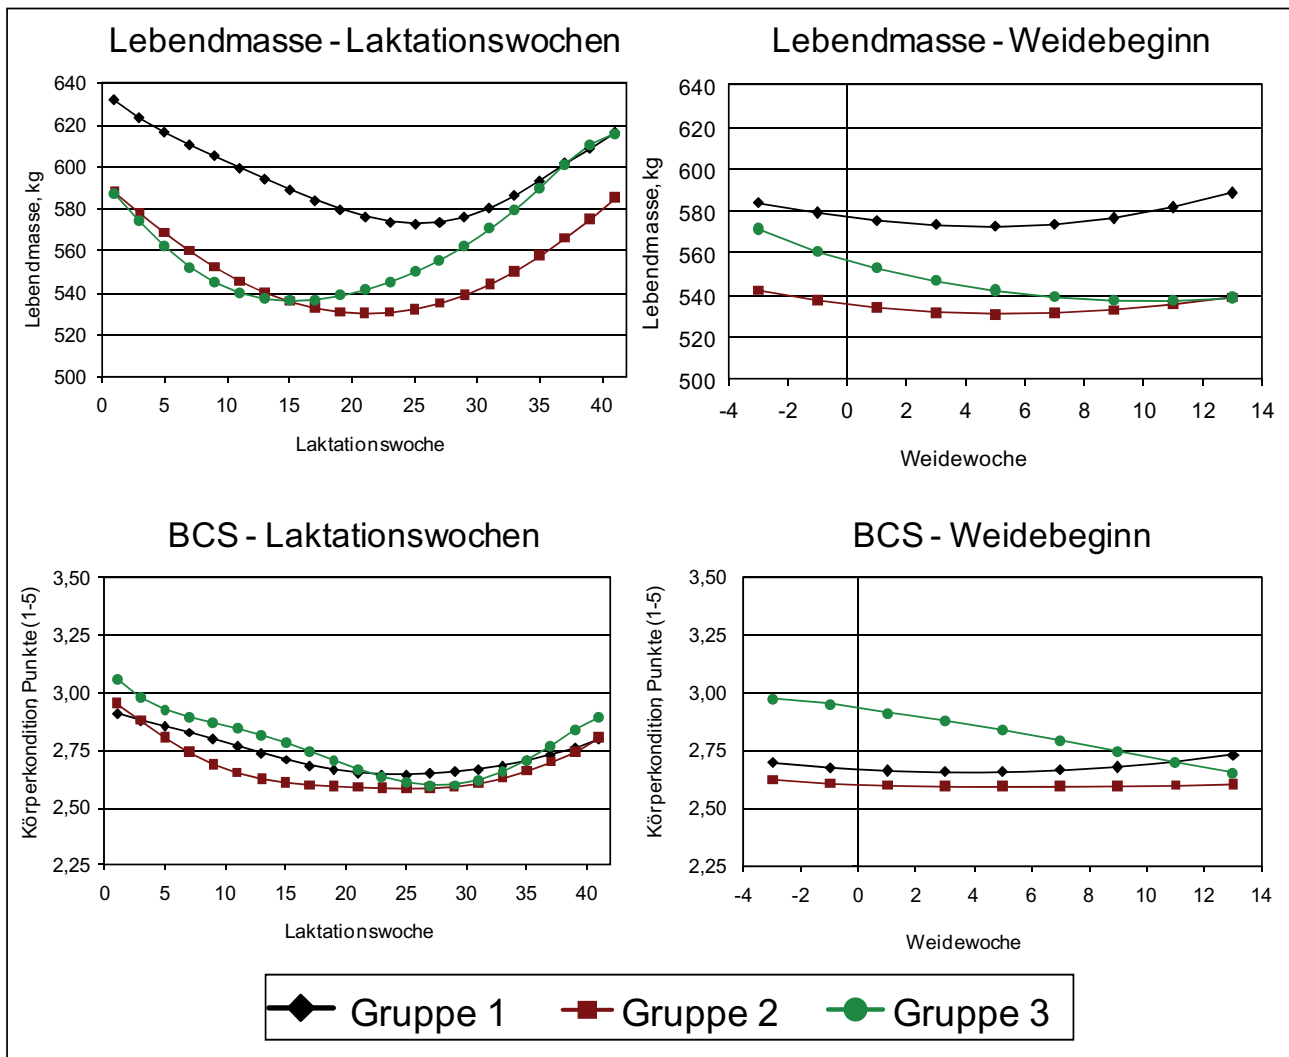 Lebendmasse - Laktationswochen
Lebendmasse, kg
640
620
600
580
560
540
520
500
0 5 10 15 20 25 30 35 40
Laktationswoche
Lebendmasse - Weidebeginn
Lebendmasse, kg
640
620
600
580
560
540
520
500
-4 -2 0 2 4 6 8 10 12 14
Weidewoche
BCS - Laktationswochen
Körperkondition, Punkte (1-5)
3,50
3,25
3,00
2,75
2,50
2,25
0 5 10 15 20 25 30 35 40
Laktationswoche
BCS - Weidebeginn
Körperkondition, Punkte (1-5)
3,50
3,25
3,00
2,75
2,50
2,25
-4 -2 0 2 4 6 8 10 12 14
Weidewoche
Gruppe 1 Gruppe 2 Gruppe 3